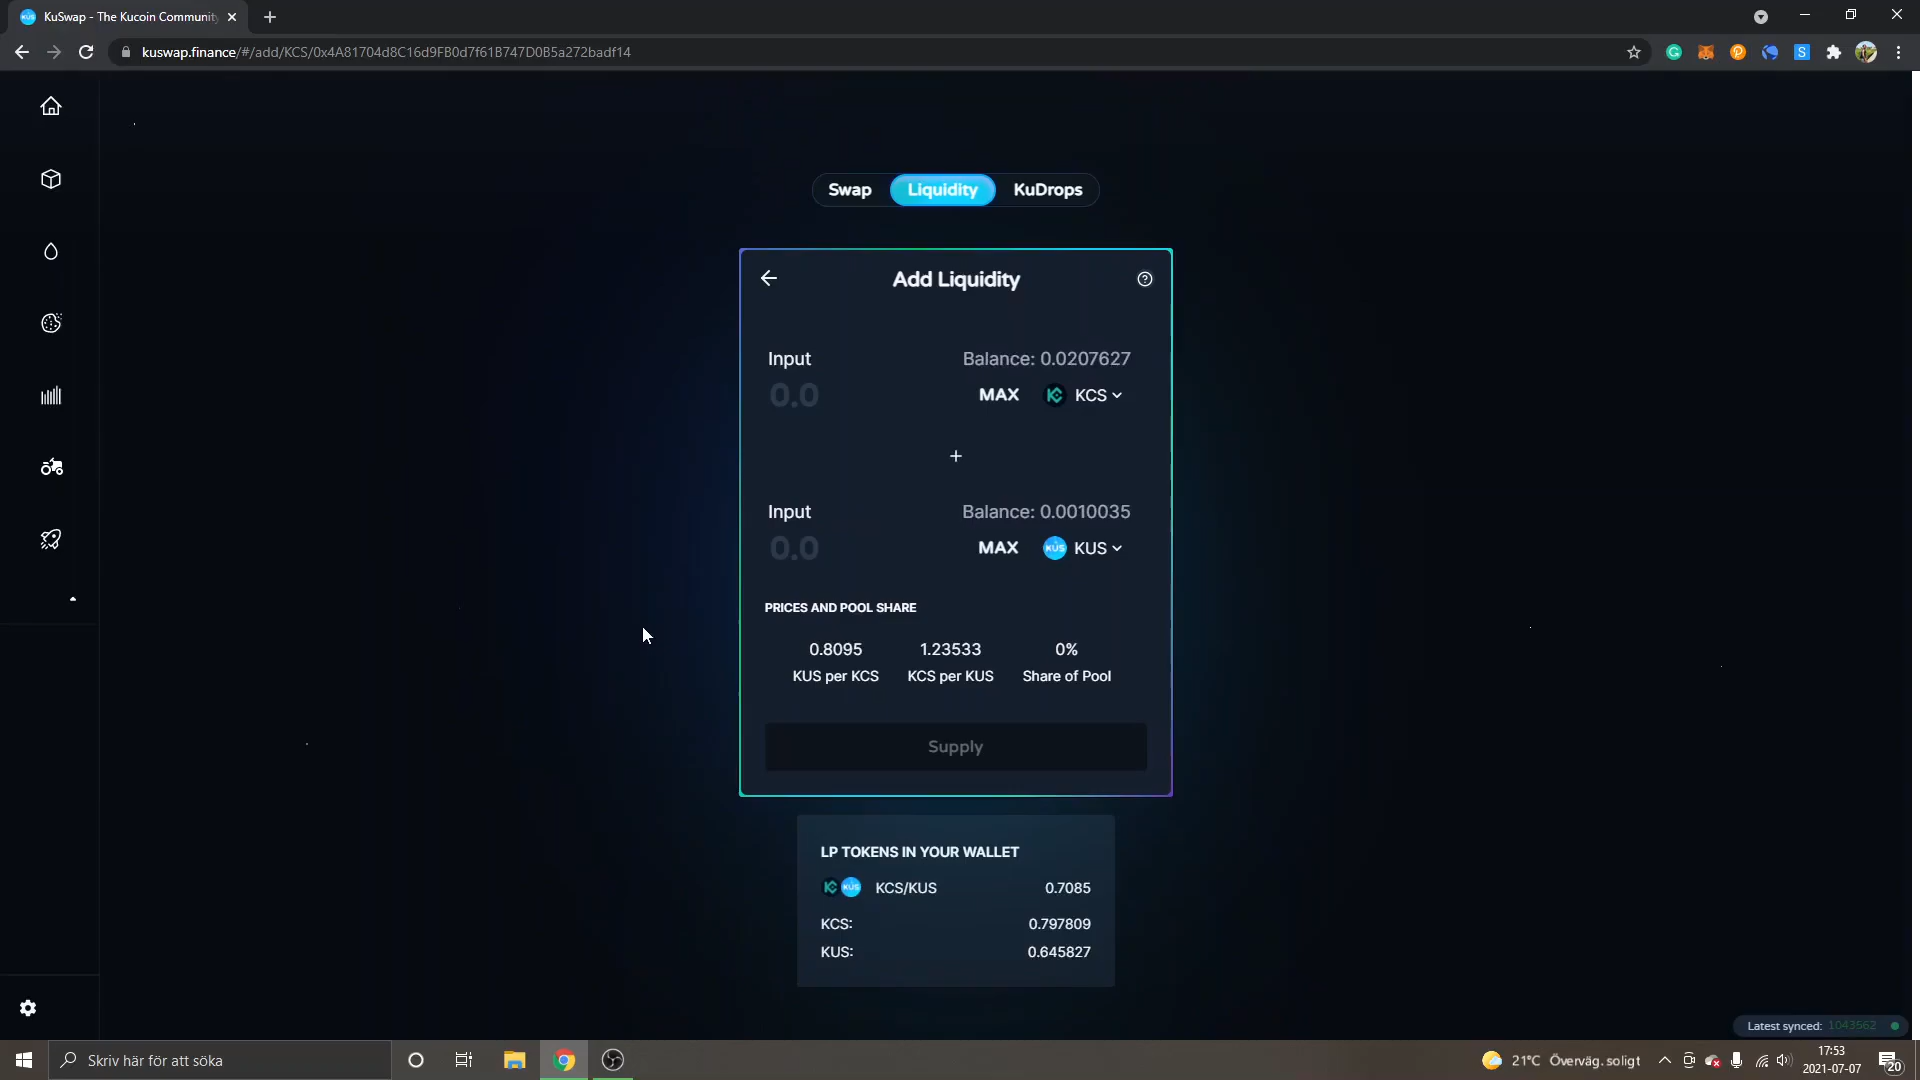 KuSwap - The Kucoin Community
kuswap.finance/#/add/KCS/0x4A81704d8C16d9FB0d7f61B747D0B5a272badf14
Swap Liquidity KuDrops
Add Liquidity
Input Balance: 0.0207627
0.0 MAX KCS
+
Input Balance: 0.0010035
0.0 MAX KUS KUS
PRICES AND POOL SHARE
0.8095 1.23533 0%
KUS per KCS KCS per KUS Share of Pool
Supply
LP TOKENS IN YOUR WALLET
KUS KCS/KUS 0.7085
KCS: 0.797809
KUS: 0.645827
Latest synced: 1043562
Skriv här för att söka
21°C Överväg. soligt
17:53
2021-07-07
20